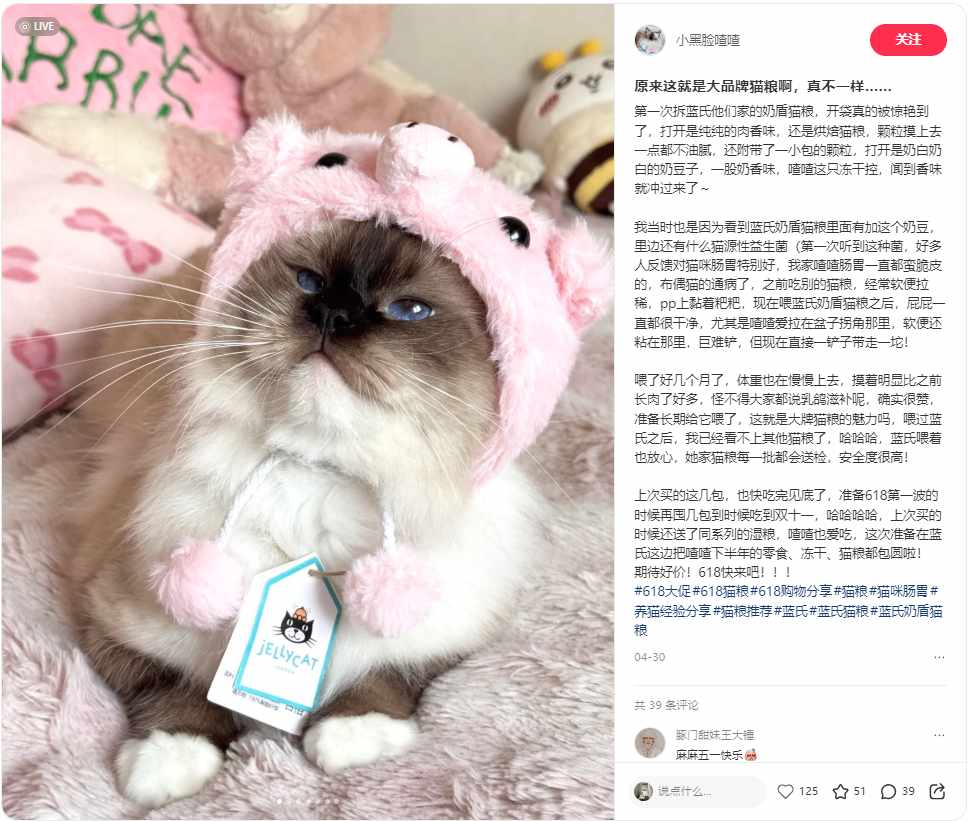 LIVE
LOVE
BARBIE
JELLYCAT
LONDON
小黑脸喳喳
关注
原来这就是大品牌猫粮啊，真不一样……
第一次拆蓝氏他们家的奶盾猫粮，开袋真的被惊艳到
了，打开是纯纯的肉香味，还是烘焙猫粮，颗粒摸上去
一点都不油腻，还附带了一小包的颗粒，打开是奶白奶
白的奶豆子，一股奶香味，喳喳这只冻干控，闻到香味
就冲过来了～
我当时也是因为看到蓝氏奶盾猫粮里面有加这个奶豆，
里边还有什么猫源性益生菌（第一次听到这种菌，好多
人反馈对猫咪肠胃特别好，我家喳喳肠胃一直都蛮脆皮
的，布偶猫的通病了，之前吃别的猫粮，经常软便拉
稀，pp上黏着粑粑，现在喂蓝氏奶盾猫粮之后，屁屁一
直都很干净，尤其是喳喳爱拉在盆子拐角那里，软便还
粘在那里，巨难铲，但现在直接一铲子带走一坨！
喂了好几个月了，体重也在慢慢上去，摸着明显比之前
长肉了好多，怪不得大家都说乳鸽滋补呢，确实很赞，
准备长期给它喂了，这就是大牌猫粮的魅力吗，喂过蓝
氏之后，我已经看不上其他猫粮了，哈哈哈，蓝氏喂着
也放心，她家猫粮每一批都会送检，安全度很高！
上次买的这几包，也快吃完见底了，准备618第一波的
时候再囤几包到时候吃到双十一，哈哈哈哈，上次买的
时候还送了同系列的湿粮，喳喳也爱吃，这次准备在蓝
氏这边把喳喳下半年的零食、冻干、猫粮都包圆啦！
期待好价！618快来吧！！！
#618大促#618猫粮#618购物分享#猫粮#猫咪肠胃#
养猫经验分享#猫粮推荐#蓝氏#蓝氏猫粮#蓝氏奶盾猫
粮
04-30
共 39 条评论
豚门甜妹王大锤
麻麻五一快乐
说点什么...
125
51
39